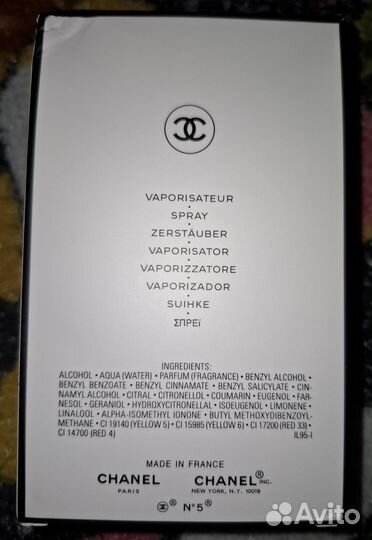 VAPORISATEUR
•
SPRAY
•
ZERSTÄUBER
•
VAPORISATOR
•
VAPORIZZATORE
•
VAPORIZADOR
•
SUIHKE
•
ΣΠΡΕΪ
INGREDIENTS:
ALCOHOL • AQUA (WATER) • PARFUM (FRAGRANCE) • BENZYL ALCOHOL •
BENZYL BENZOATE • BENZYL CINNAMATE • BENZYL SALICYLATE • CIN-
NAMYL ALCOHOL • CITRAL • CITRONELLOL • COUMARIN • EUGENOL • FAR-
NESOL • GERANIOL • HYDROXYCITRONELLAL • ISOEUGENOL • LIMONENE •
LINALOOL • ALPHA-ISOMETHYL IONONE • BUTYL METHOXYDIBENZOYL-
METHANE • CI 19140 (YELLOW 5) • CI 15985 (YELLOW 6) • CI 17200 (RED 33) •
CI 14700 (RED 4) IL95-I
MADE IN FRANCE
CHANEL CHANEL® INC.
PARIS NEW YORK, N.Y. 10019
® N°5®
Avito